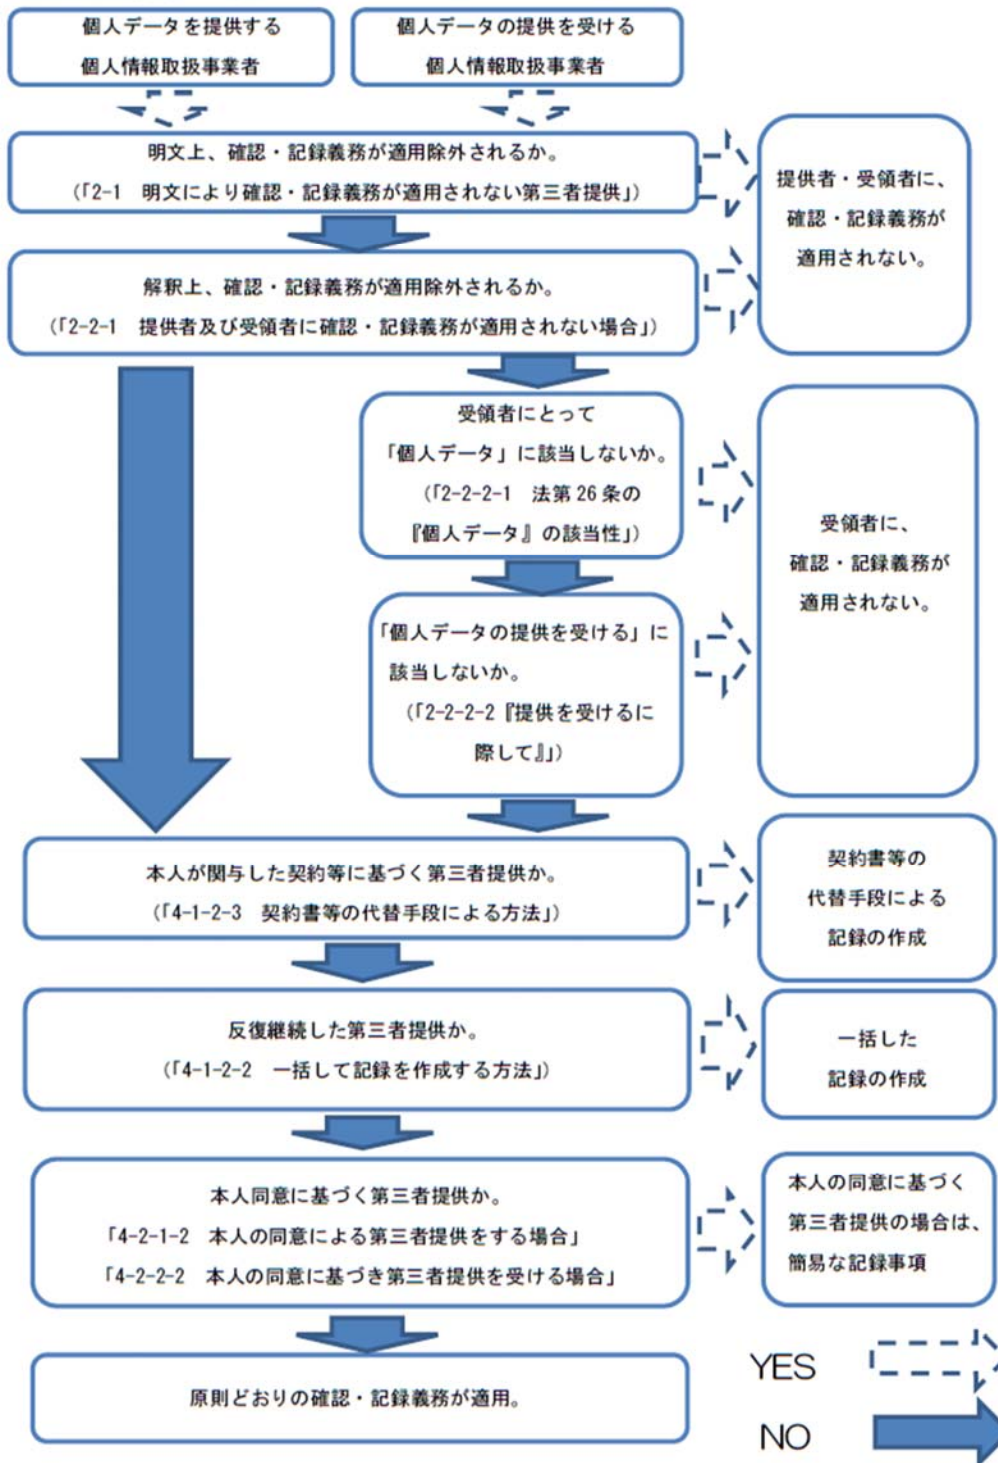 個人データを提供する
個人情報取扱事業者
個人データの提供を受ける
個人情報取扱事業者
明文上、確認・記録義務が適用除外されるか。
(「2-1　明文により確認・記録義務が適用されない第三者提供」)
提供者・受領者に、
確認・記録義務が
適用されない。
解釈上、確認・記録義務が適用除外されるか。
(「2-2-1　提供者及び受領者に確認・記録義務が適用されない場合」)
受領者にとって
「個人データ」に該当しないか。
(「2-2-2-1　法第 26 条の
『個人データ』の該当性」)
受領者に、
確認・記録義務が
適用されない。
「個人データの提供を受ける」に
該当しないか。
(「2-2-2-2『提供を受けるに
際して』」)
本人が関与した契約等に基づく第三者提供か。
(「4-1-2-3　契約書等の代替手段による方法」)
契約書等の
代替手段による
記録の作成
反復継続した第三者提供か。
(「4-1-2-2　一括して記録を作成する方法」)
一括した
記録の作成
本人同意に基づく第三者提供か。
「4-2-1-2　本人の同意による第三者提供をする場合」
「4-2-2-2　本人の同意に基づき第三者提供を受ける場合」
本人の同意に基づく
第三者提供の場合は、
簡易な記録事項
原則どおりの確認・記録義務が適用。
YES
NO